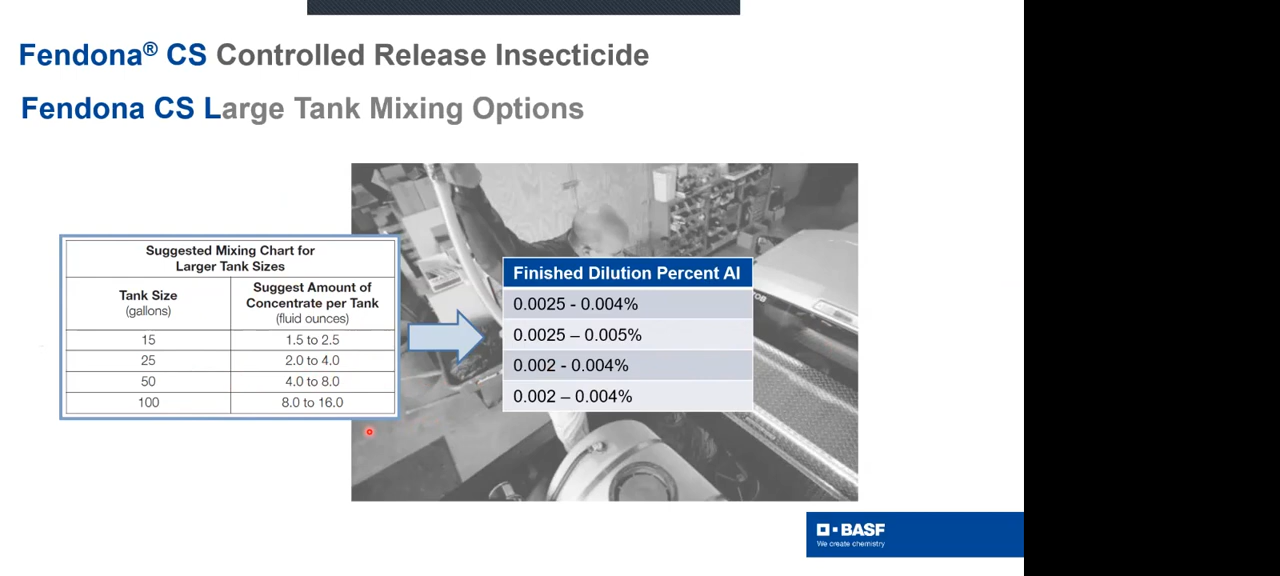 Fendona® CS Controlled Release Insecticide
Fendona CS Large Tank Mixing Options
Suggested Mixing Chart for
Larger Tank Sizes
Tank Size
(gallons)
Suggest Amount of
Concentrate per Tank
(fluid ounces)
15 1.5 to 2.5
25 2.0 to 4.0
50 4.0 to 8.0
100 8.0 to 16.0
Finished Dilution Percent AI
0.0025 - 0.004%
0.0025 – 0.005%
0.002 - 0.004%
0.002 – 0.004%
BASF
We create chemistry